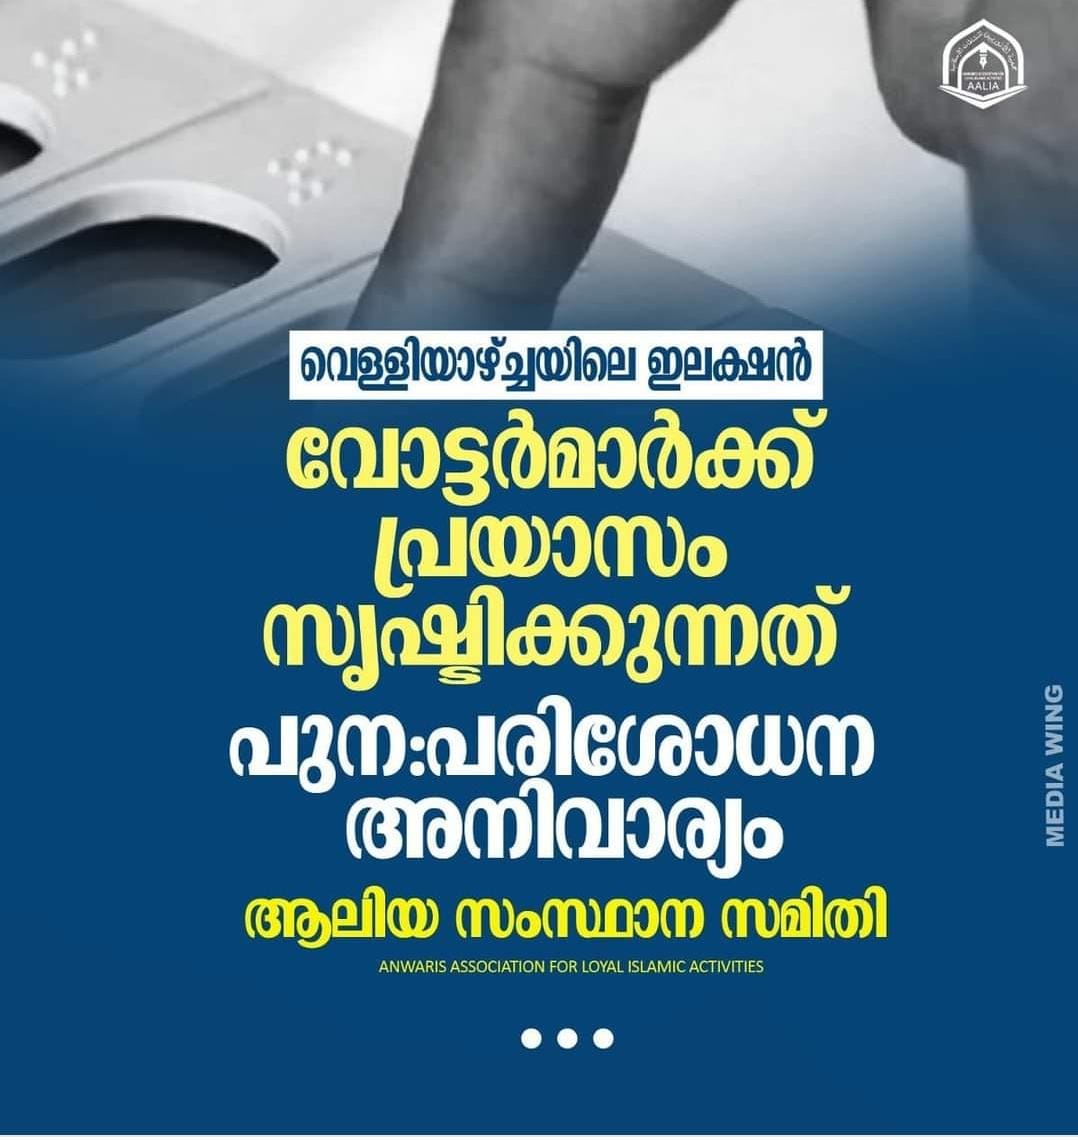 AALIA
വെള്ളിയാഴ്ച്ചയിലെ ഇലക്ഷൻ
വോട്ടർമാർക്ക്
പ്രയാസം
സൃഷ്ടിക്കുന്നത്
പുന:പരിശോധന
അനിവാര്യം
ആലിയ സംസ്ഥാന സമിതി
ANWARIS ASSOCIATION FOR LOYAL ISLAMIC ACTIVITIES
MEDIA WING